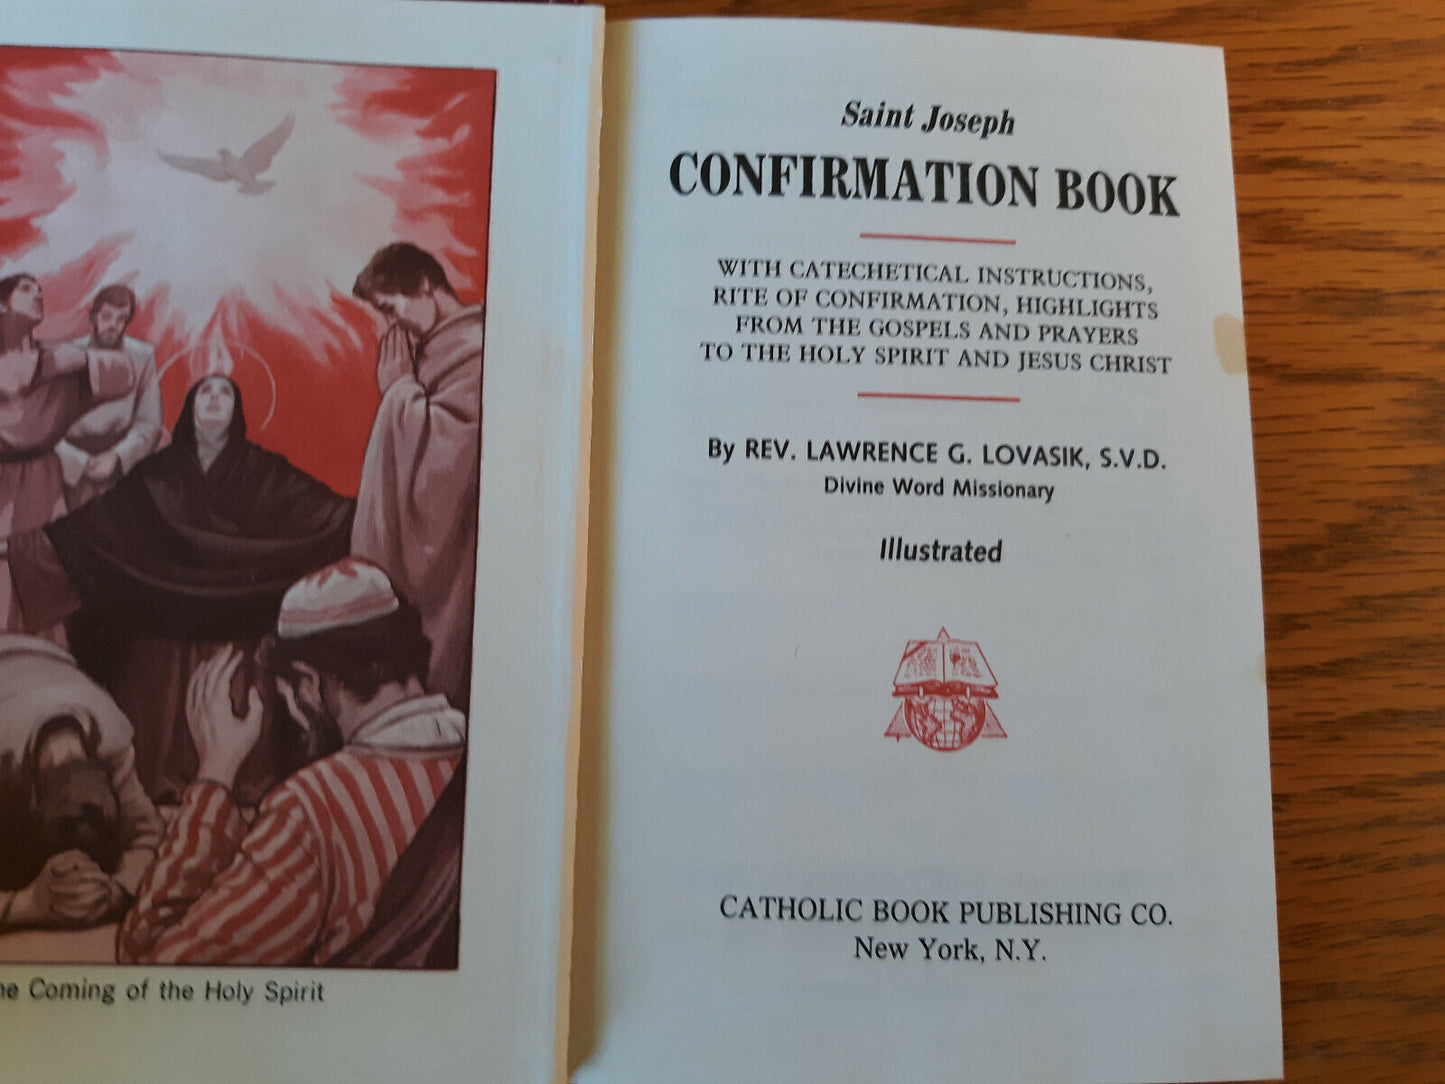 Coming of the Holy Spirit
Saint Joseph
CONFIRMATION BOOK
WITH CATECHETICAL INSTRUCTIONS,
RITE OF CONFIRMATION, HIGHLIGHTS
FROM THE GOSPELS AND PRAYERS
TO THE HOLY SPIRIT AND JESUS CHRIST
By REV. LAWRENCE G. LOVASIK, S.V.D.
Divine Word Missionary
Illustrated
CATHOLIC BOOK PUBLISHING CO.
New York, N.Y.